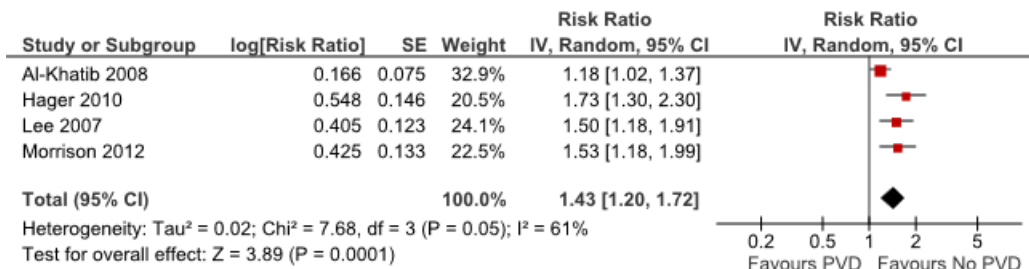 Risk Ratio Risk Ratio
Study or Subgroup log[Risk Ratio] SE Weight IV, Random, 95% CI IV, Random, 95% CI
Al-Khatib 2008 0.166 0.075 32.9% 1.18 [1.02, 1.37]
Hager 2010 0.548 0.146 20.5% 1.73 [1.30, 2.30]
Lee 2007 0.405 0.123 24.1% 1.50 [1.18, 1.91]
Morrison 2012 0.425 0.133 22.5% 1.53 [1.18, 1.99]
Total (95% CI) 100.0% 1.43 [1.20, 1.72]
Heterogeneity: Tau² = 0.02; Chi² = 7.68, df = 3 (P = 0.05); I² = 61%
Test for overall effect: Z = 3.89 (P = 0.0001)
0.2 0.5 1 2 5
Favours PVD Favours No PVD